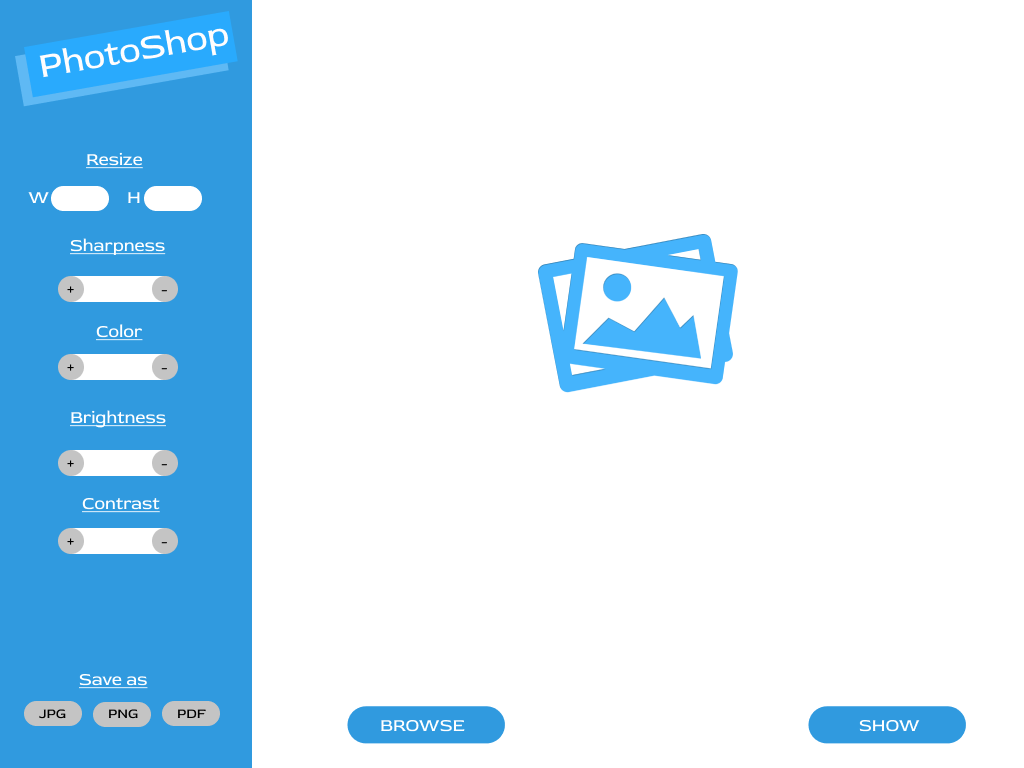 PhotoShop
Resize
W H
Sharpness
+ -
Color
+ -
Brightness
+ -
Contrast
+ -
Save as
JPG PNG PDF
BROWSE SHOW